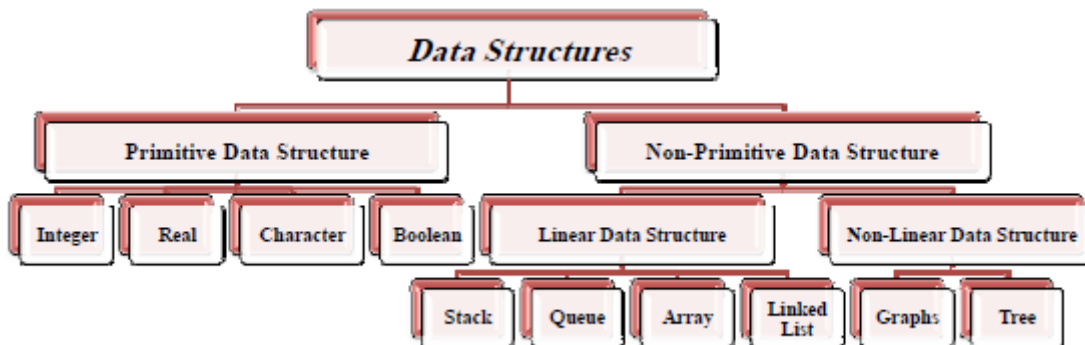 Data Structures
Primitive Data Structure
Non-Primitive Data Structure
Integer
Real
Character
Boolean
Linear Data Structure
Non-Linear Data Structure
Stack
Queue
Array
Linked
List
Graphs
Tree